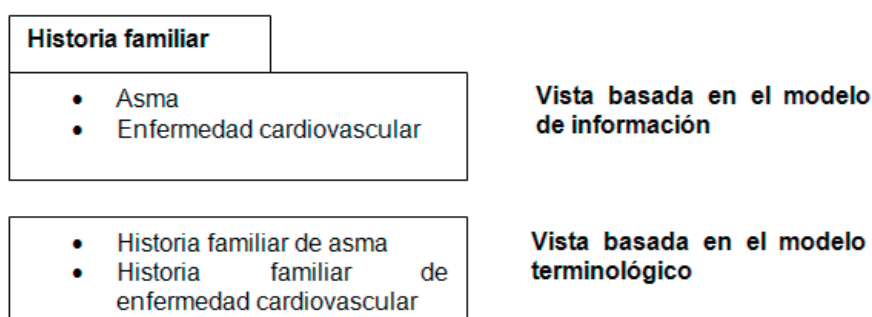 Historia familiar
• Asma
• Enfermedad cardiovascular
Vista basada en el modelo
de información
• Historia familiar de asma
• Historia familiar de
enfermedad cardiovascular
Vista basada en el modelo
terminológico